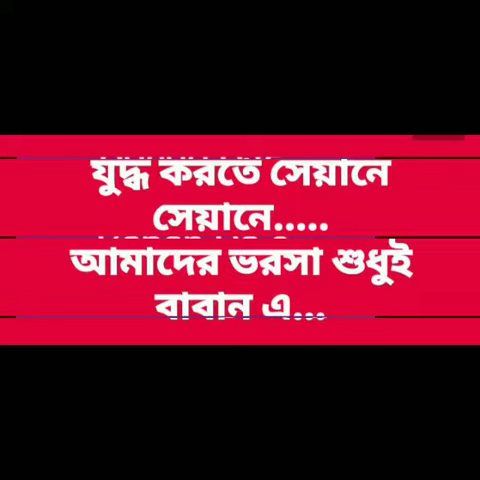 যুদ্ধ করতে সেয়ানে
সেয়ানে.....
আমাদের ভরসা শুধুই
বাবান এ...